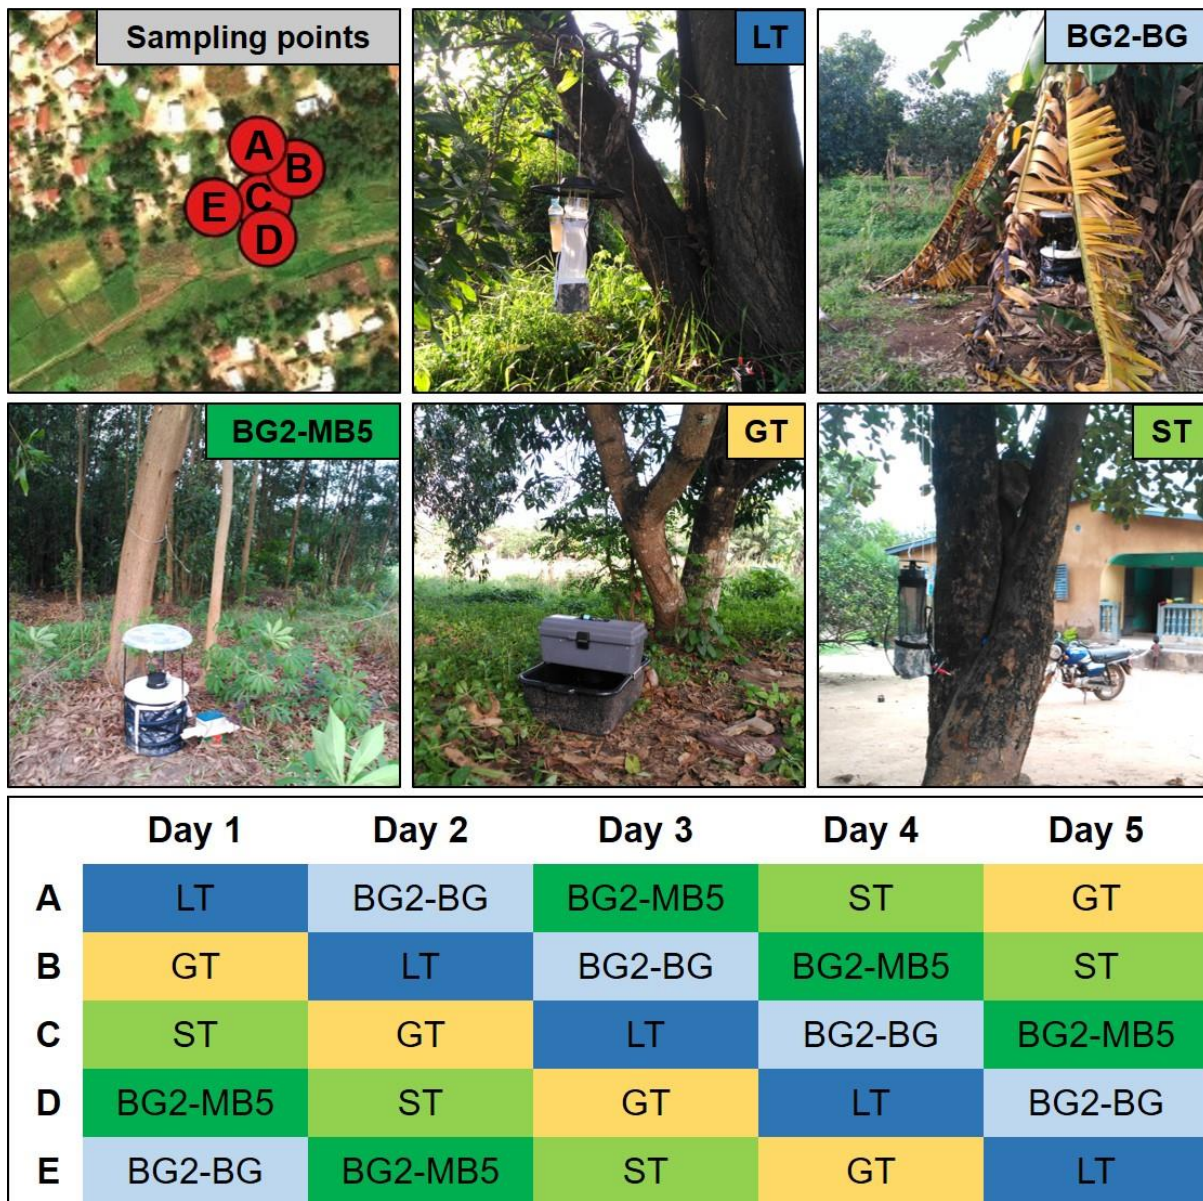 Sampling points
LT
BG2-BG
A
B
C
E
D
BG2-MB5
GT
ST
Day 1 Day 2 Day 3 Day 4 Day 5
A LT BG2-BG BG2-MB5 ST GT
B GT LT BG2-BG BG2-MB5 ST
C ST GT LT BG2-BG BG2-MB5
D BG2-MB5 ST GT LT BG2-BG
E BG2-BG BG2-MB5 ST GT LT